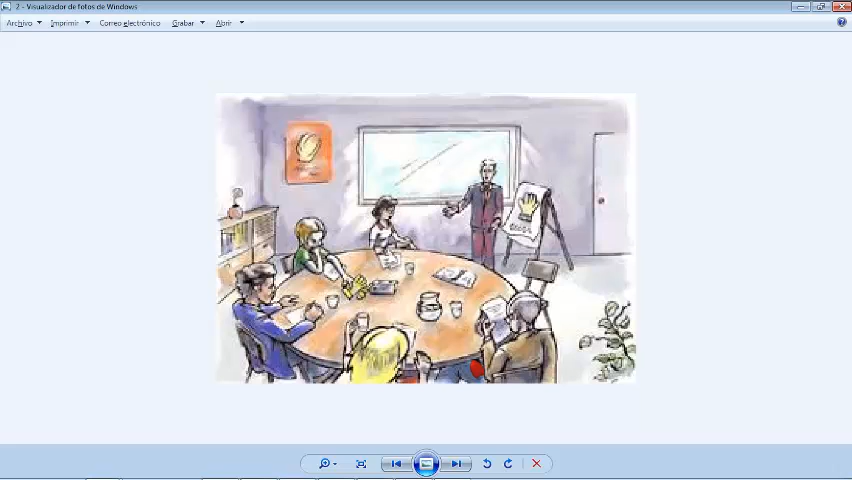 2 - Visualizador de fotos de Windows
Archivo Imprimir Correo electrónico Grabar Abrir